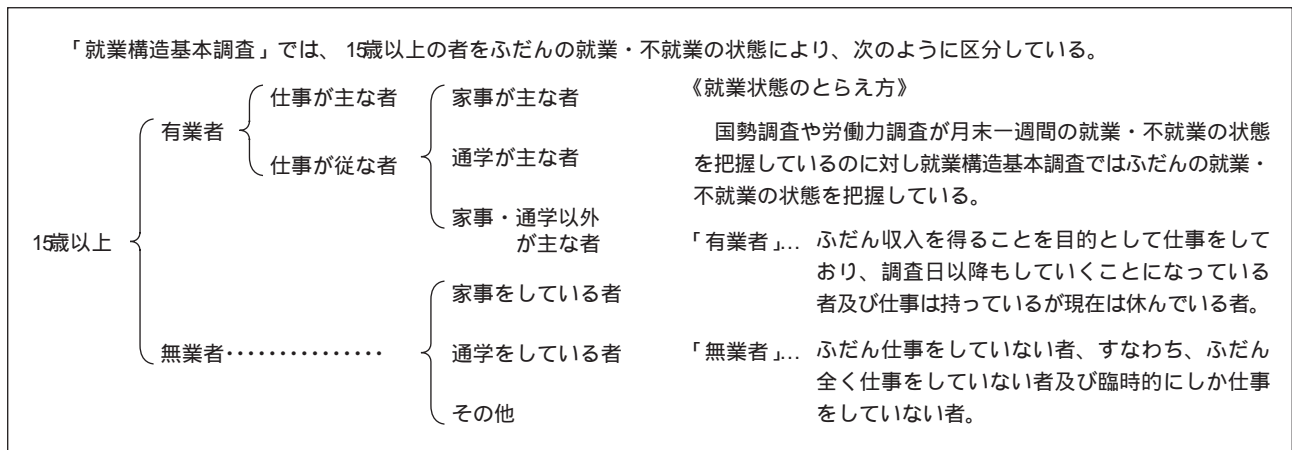 「就業構造基本調査」では、15歳以上の者をふだんの就業・不就業の状態により、次のように区分している。
15歳以上
有業者
仕事が主な者
仕事が従な者
家事が主な者
通学が主な者
家事・通学以外
が主な者
無業者・・・・・・・・・・・・・・・
家事をしている者
通学をしている者
その他
《就業状態のとらえ方》
国勢調査や労働力調査が月末一週間の就業・不就業の状態
を把握しているのに対し就業構造基本調査ではふだんの就業・
不就業の状態を把握している。
「有業者」… ふだん収入を得ることを目的として仕事をして
おり、調査日以降もしていくことになっている
者及び仕事は持っているが現在は休んでいる者。
「無業者」… ふだん仕事をしていない者、すなわち、ふだん
全く仕事をしていない者及び臨時的にしか仕事
をしていない者。